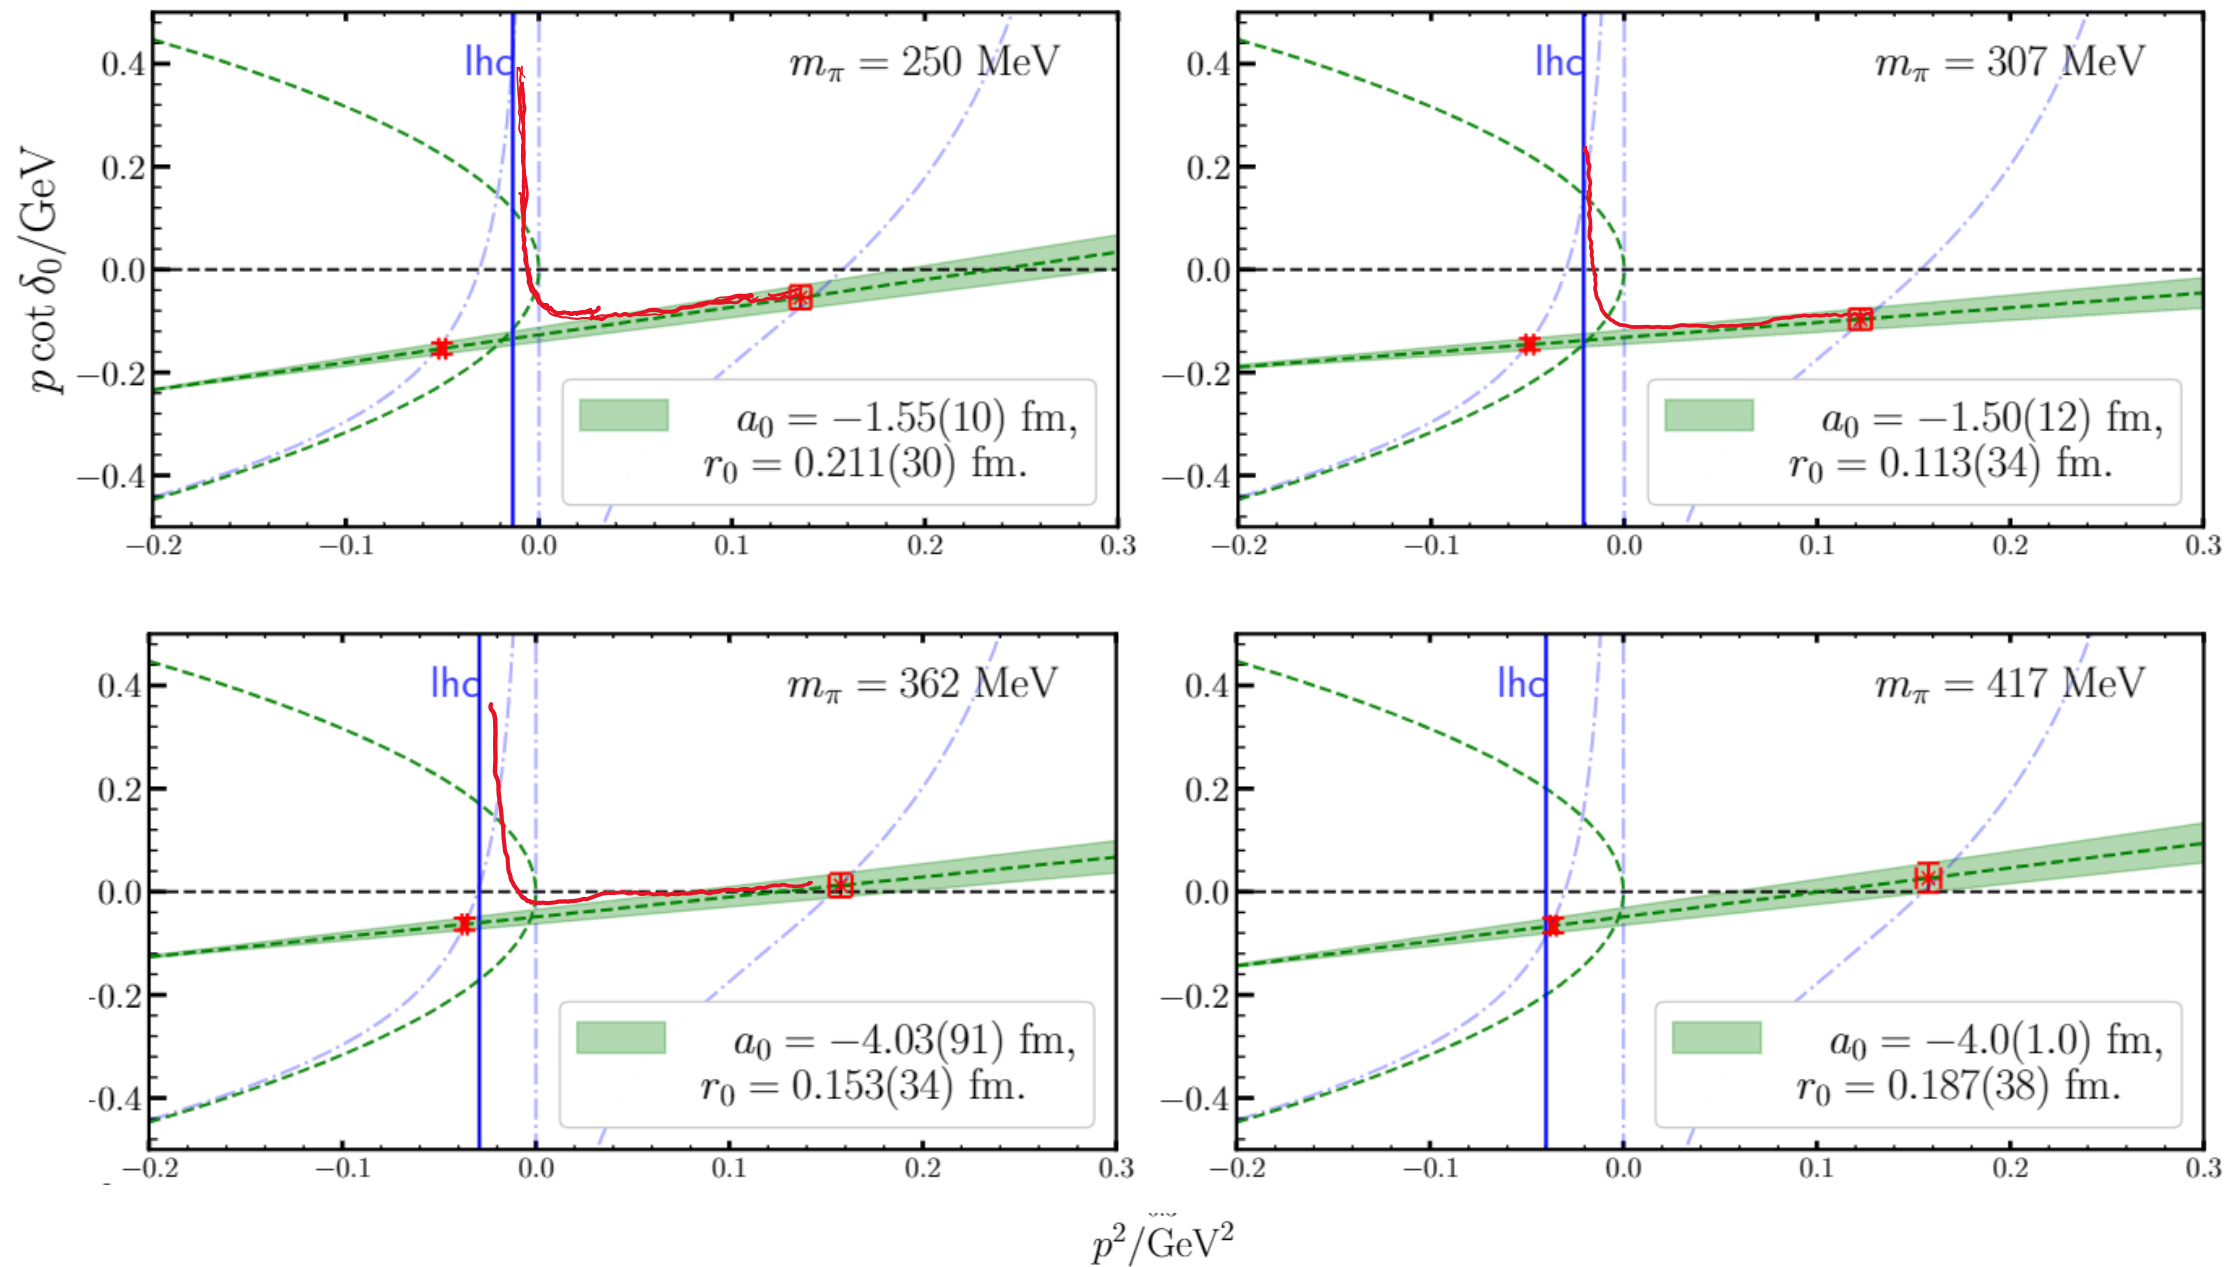 p cot δ₀/GeV
lhc
mπ = 250 MeV
0.4
0.2
0.0
−0.2
−0.4
a₀ = −1.55(10) fm,
r₀ = 0.211(30) fm.
−0.2 −0.1 0.0 0.1 0.2 0.3
lhc
mπ = 307 MeV
0.4
0.2
0.0
−0.2
−0.4
a₀ = −1.50(12) fm,
r₀ = 0.113(34) fm.
−0.2 −0.1 0.0 0.1 0.2 0.3
lhc
mπ = 362 MeV
0.4
0.2
0.0
-0.2
-0.4
a₀ = −4.03(91) fm,
r₀ = 0.153(34) fm.
−0.2 −0.1 0.0 0.1 0.2 0.3
lhc
mπ = 417 MeV
0.4
0.2
0.0
−0.2
−0.4
a₀ = −4.0(1.0) fm,
r₀ = 0.187(38) fm.
−0.2 −0.1 0.0 0.1 0.2 0.3
p²/GeV²